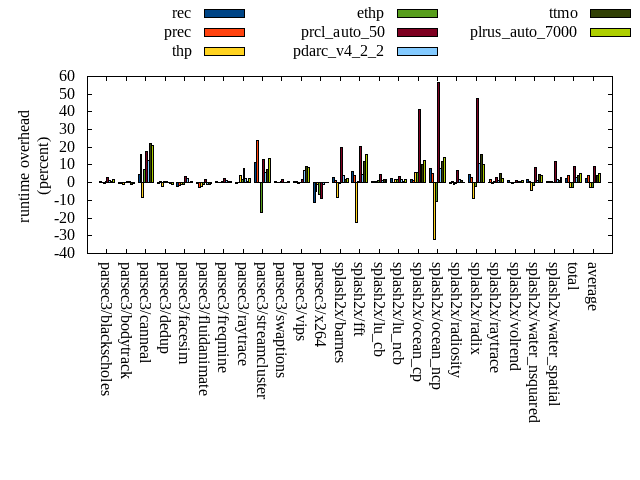 rec ethp ttmo
prec prcl_auto_50 plrus_auto_7000
thp pdarc_v4_2_2
runtime overhead
(percent)
60
50
40
30
20
10
0
-10
-20
-30
-40
parsec3/blackscholes
parsec3/bodytrack
parsec3/canneal
parsec3/dedup
parsec3/facesim
parsec3/fluidanimate
parsec3/freqmine
parsec3/raytrace
parsec3/streamcluster
parsec3/swaptions
parsec3/vips
parsec3/x264
splash2x/barnes
splash2x/fft
splash2x/lu_cb
splash2x/lu_ncb
splash2x/ocean_cp
splash2x/ocean_ncp
splash2x/radiosity
splash2x/radix
splash2x/raytrace
splash2x/volrend
splash2x/water_nsquared
splash2x/water_spatial
total
average